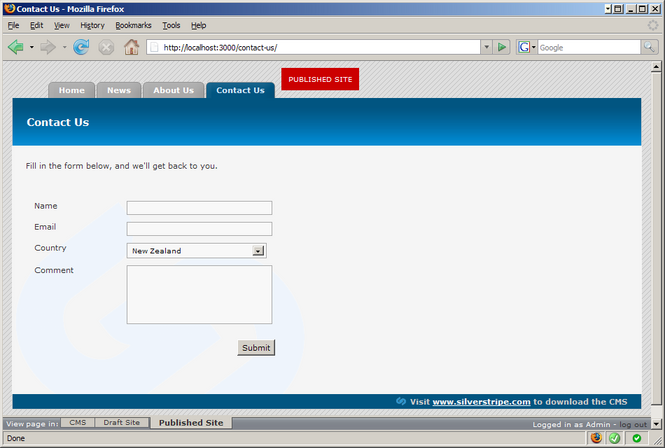 Contact Us - Mozilla Firefox
File Edit View History Bookmarks Tools Help
http://localhost:3000/contact-us/ G Google
PUBLISHED SITE
Home News About Us Contact Us
Contact Us
Fill in the form below, and we'll get back to you.
Name
Email
Country New Zealand
Comment
Submit
Visit www.silverstripe.com to download the CMS
View page in: CMS Draft Site Published Site Logged in as Admin - log out
Done